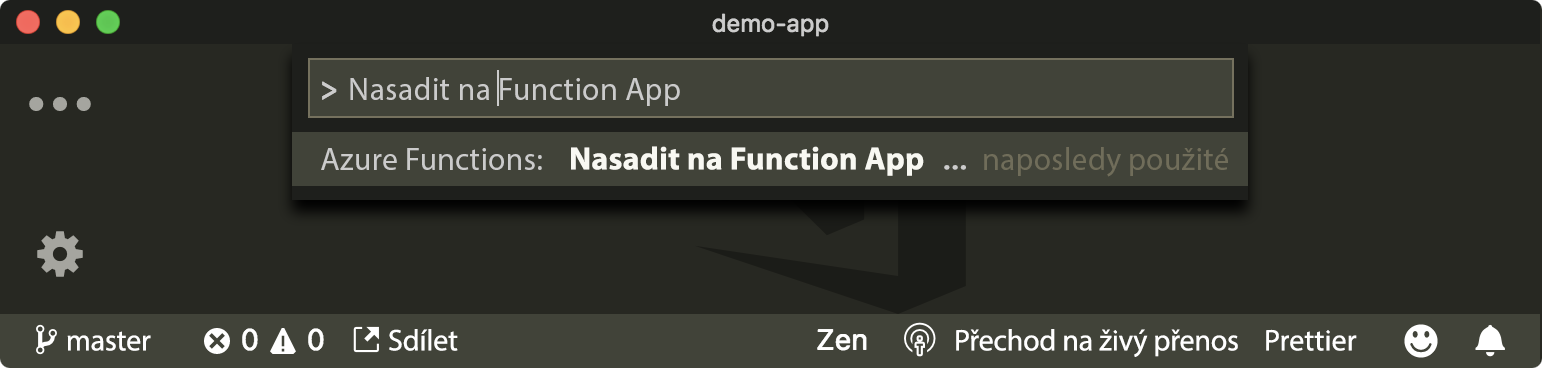 demo-app
> Nasadit na Function App
Azure Functions: Nasadit na Function App ... naposledy použité
master 0 0 Sdílet Zen Přechod na živý přenos Prettier